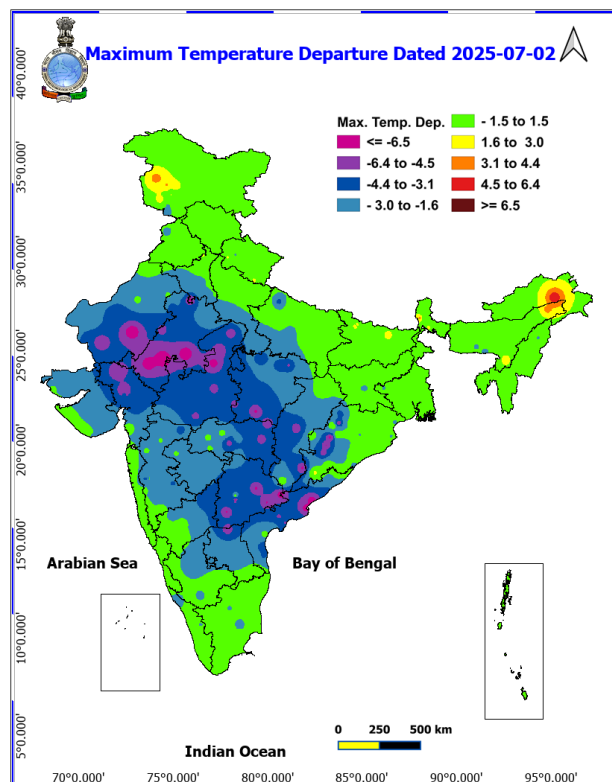 Maximum Temperature Departure Dated 2025-07-02
Max. Temp. Dep.
<= -6.5
-6.4 to -4.5
-4.4 to -3.1
- 3.0 to -1.6
- 1.5 to 1.5
1.6 to 3.0
3.1 to 4.4
4.5 to 6.4
>= 6.5
40°0.000'
35°0.000'
30°0.000'
25°0.000'
20°0.000'
15°0.000'
10°0.000'
5°0.000'
Arabian Sea
Bay of Bengal
Indian Ocean
0 250 500 km
70°0.000' 75°0.000' 80°0.000' 85°0.000' 90°0.000' 95°0.000'